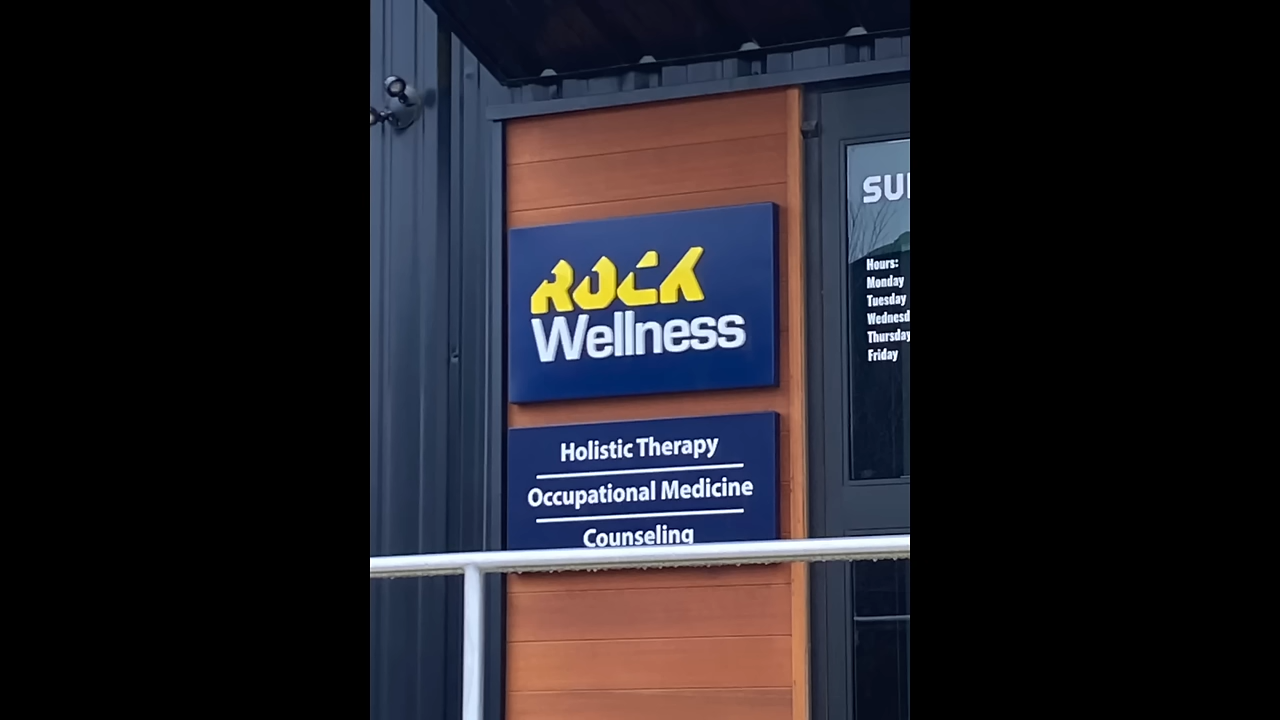 ROCK
Wellness
Holistic Therapy
Occupational Medicine
Counseling
Hours:
Monday
Tuesday
Thursday
Friday